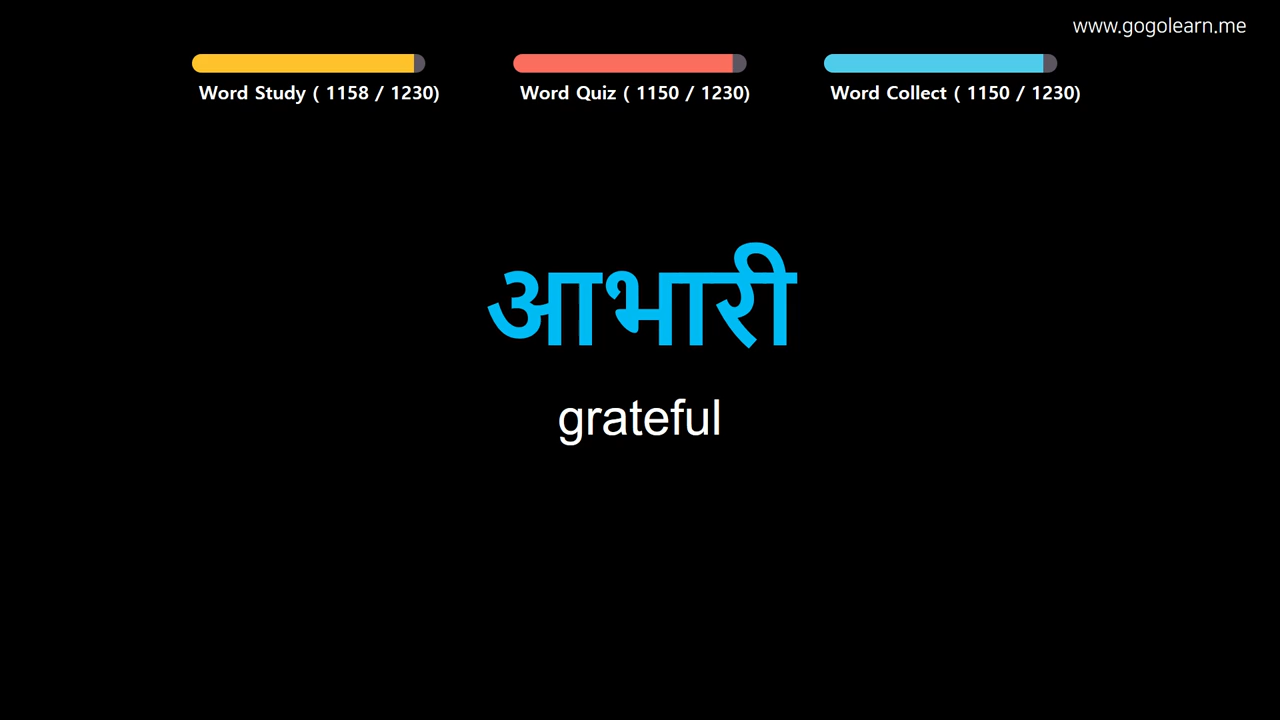 www.gogolearn.me
Word Study ( 1158 / 1230)
Word Quiz ( 1150 / 1230)
Word Collect ( 1150 / 1230)
आभारी
grateful